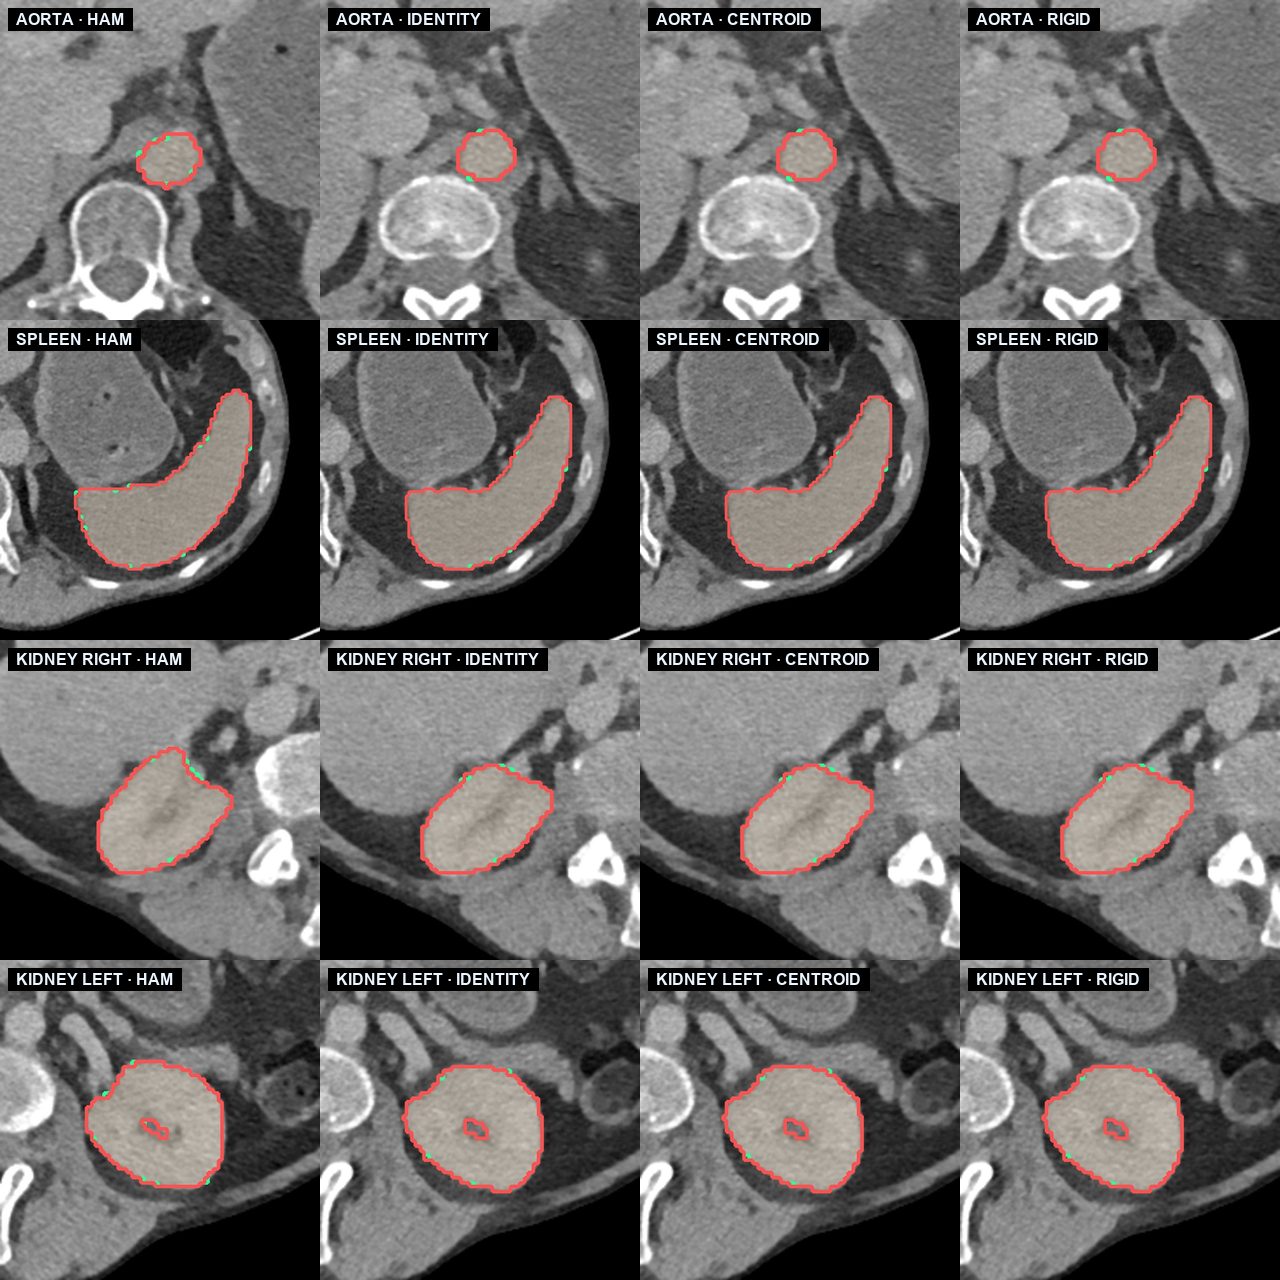 AORTA · HAM
AORTA · IDENTITY
AORTA · CENTROID
AORTA · RIGID
SPLEEN · HAM
SPLEEN · IDENTITY
SPLEEN · CENTROID
SPLEEN · RIGID
KIDNEY RIGHT · HAM
KIDNEY RIGHT · IDENTITY
KIDNEY RIGHT · CENTROID
KIDNEY RIGHT · RIGID
KIDNEY LEFT · HAM
KIDNEY LEFT · IDENTITY
KIDNEY LEFT · CENTROID
KIDNEY LEFT · RIGID